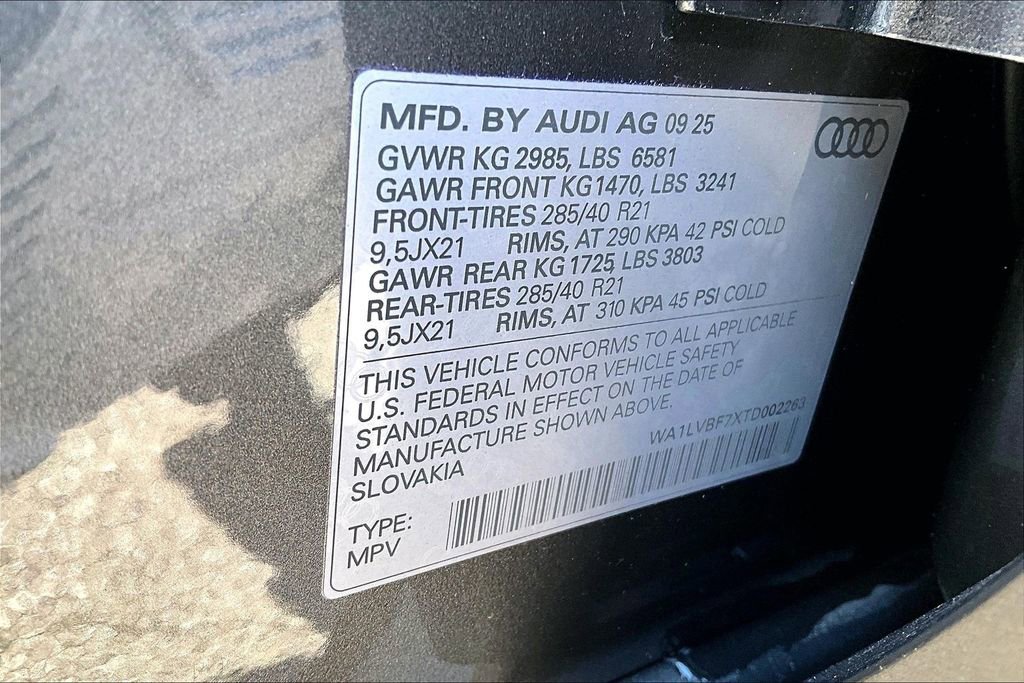 MFD. BY AUDI AG 09 25
GVWR KG 2985, LBS 6581
GAWR FRONT KG1470, LBS 3241
FRONT-TIRES 285/40 R21
9,5JX21 RIMS, AT 290 KPA 42 PSI COLD
GAWR REAR KG 1725, LBS 3803
REAR-TIRES 285/40 R21
9,5JX21 RIMS, AT 310 KPA 45 PSI COLD
THIS VEHICLE CONFORMS TO ALL APPLICABLE
U.S. FEDERAL MOTOR VEHICLE SAFETY
STANDARDS IN EFFECT ON THE DATE OF
MANUFACTURE SHOWN ABOVE.
SLOVAKIA
WA1LVBF7XTD002263
TYPE:
MPV